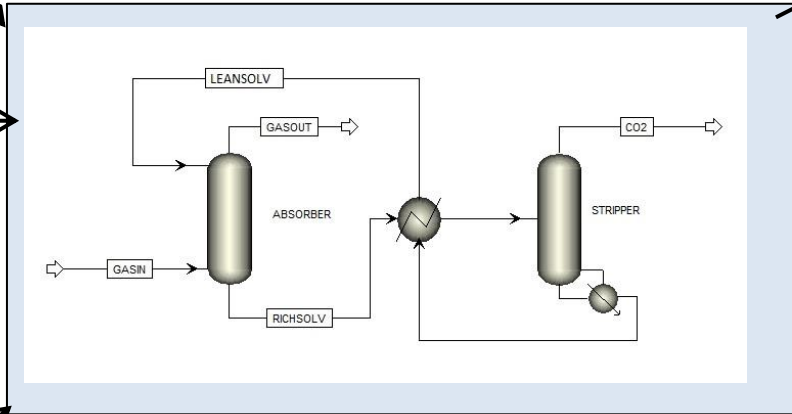 LEANSOLV
GASOUT
CO2
ABSORBER
STRIPPER
GASIN
RICHSOLV